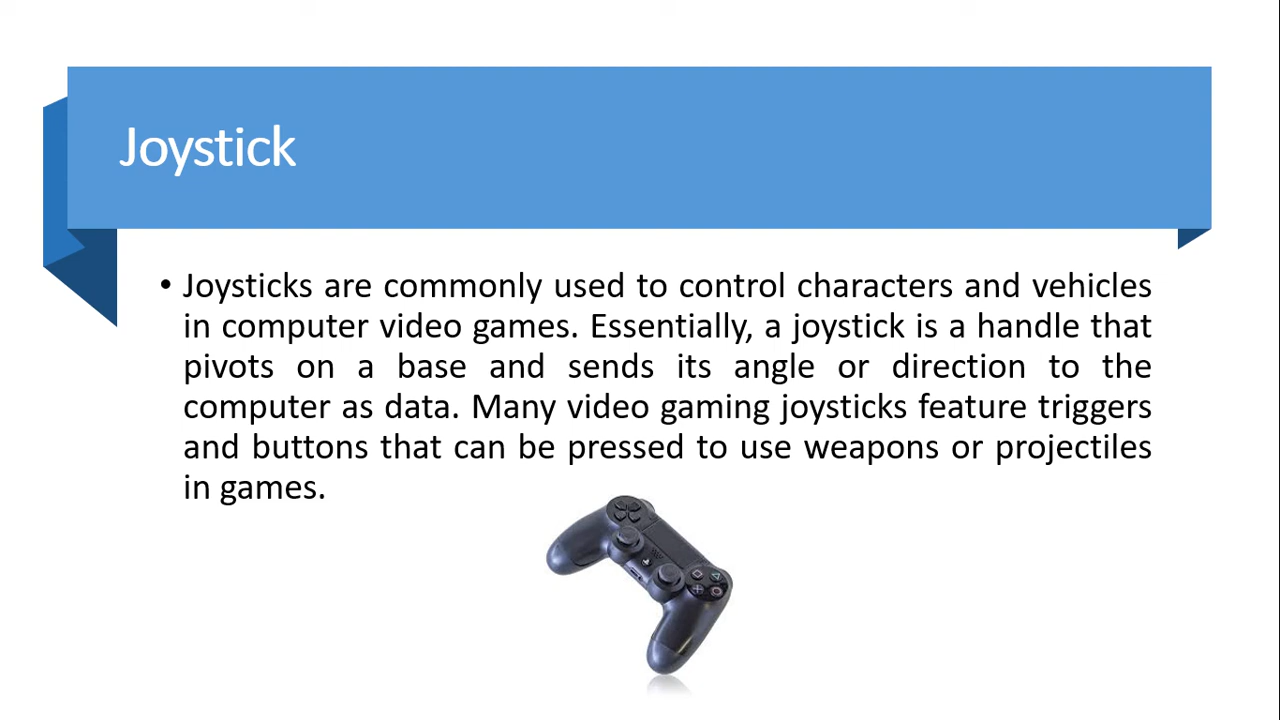 Joystick
• Joysticks are commonly used to control characters and vehicles
in computer video games. Essentially, a joystick is a handle that
pivots on a base and sends its angle or direction to the
computer as data. Many video gaming joysticks feature triggers
and buttons that can be pressed to use weapons or projectiles
in games.